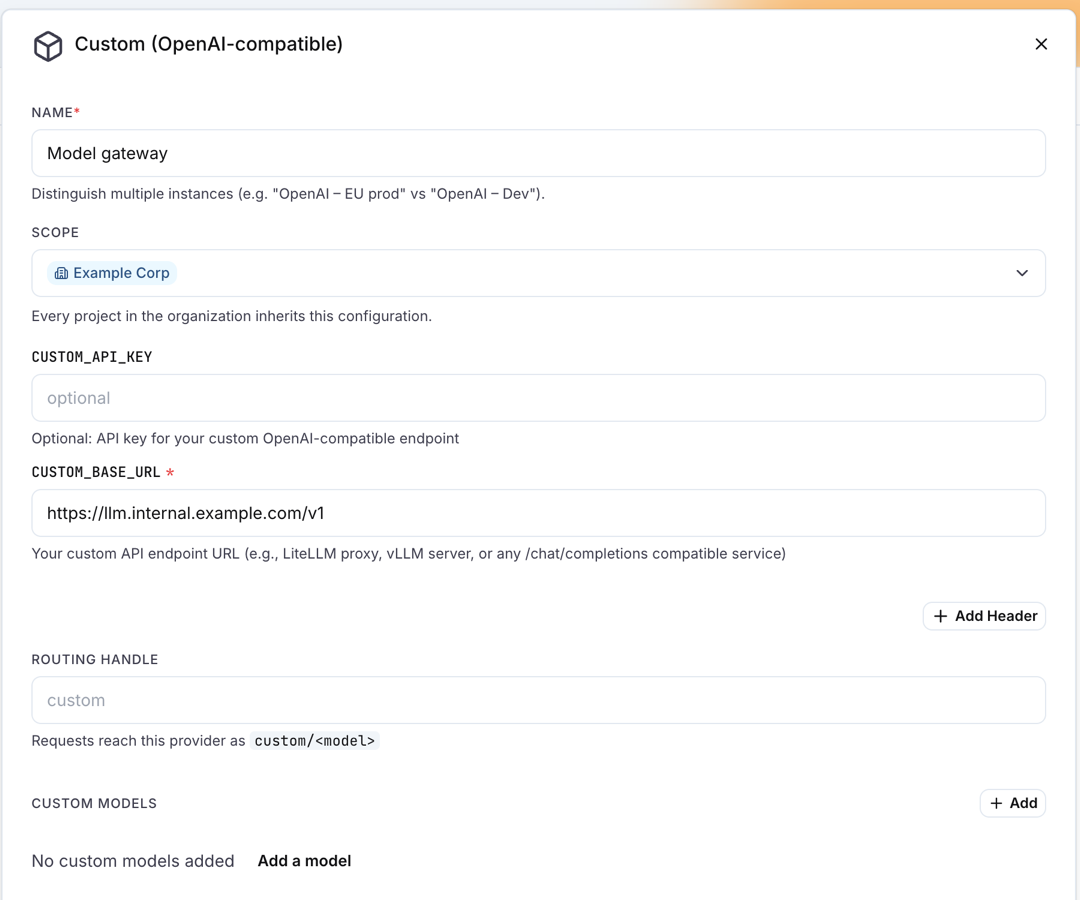 Custom (OpenAI-compatible)
NAME*
Model gateway
Distinguish multiple instances (e.g. "OpenAI – EU prod" vs "OpenAI – Dev").
SCOPE
Example Corp
Every project in the organization inherits this configuration.
CUSTOM_API_KEY
optional
Optional: API key for your custom OpenAI-compatible endpoint
CUSTOM_BASE_URL *
https://llm.internal.example.com/v1
Your custom API endpoint URL (e.g., LiteLLM proxy, vLLM server, or any /chat/completions compatible service)
+ Add Header
ROUTING HANDLE
custom
Requests reach this provider as custom/<model>
CUSTOM MODELS
+ Add
No custom models added Add a model